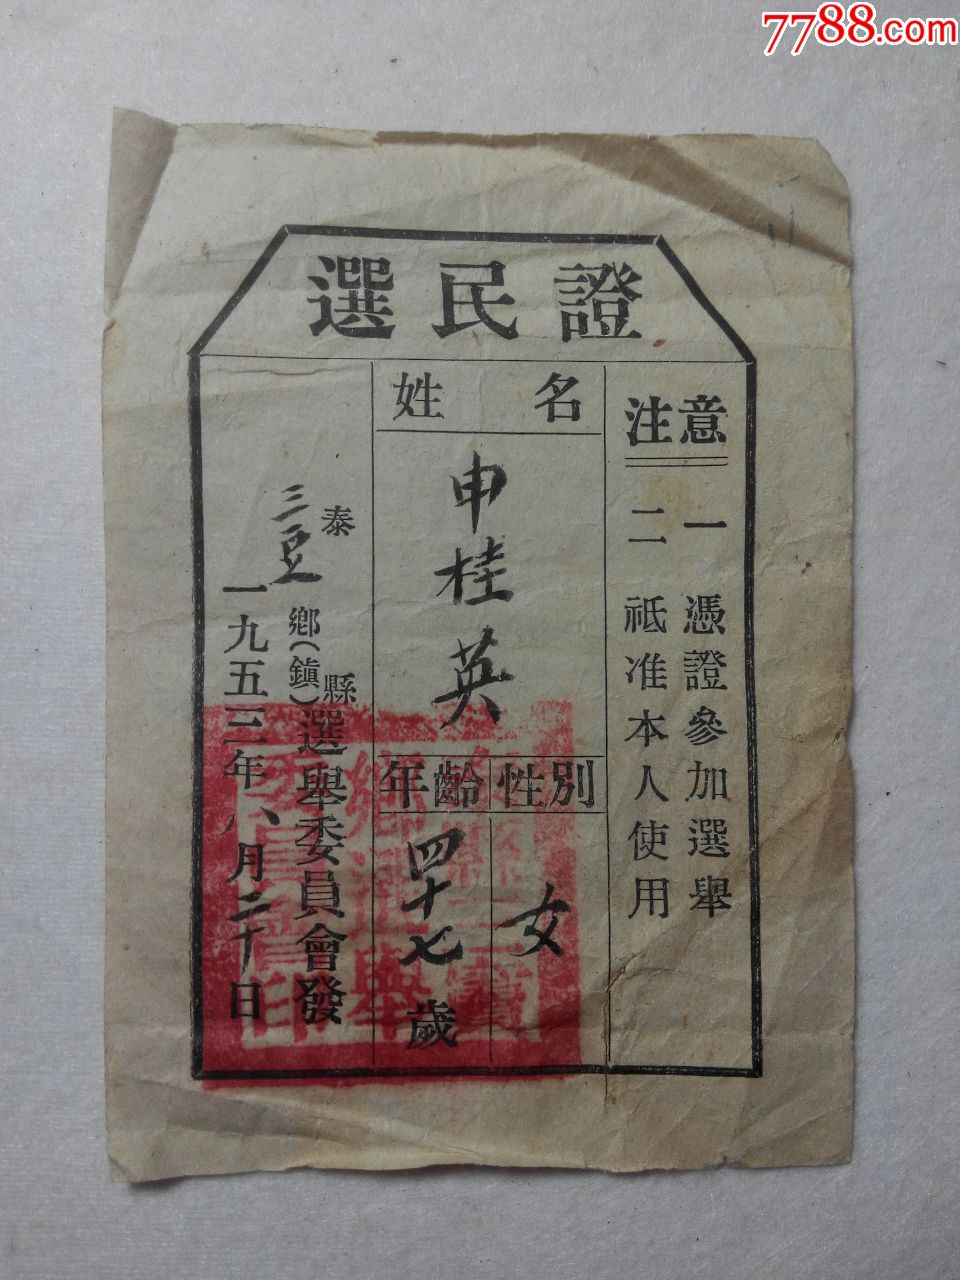 7788.com
選民證
注意
一 憑證參加選舉
二 祗准本人使用
姓名
申桂英
性別
女
年齡
四十七歲
泰縣
三里鄉(鎮)選舉委員會發
一九五三年八月二十日